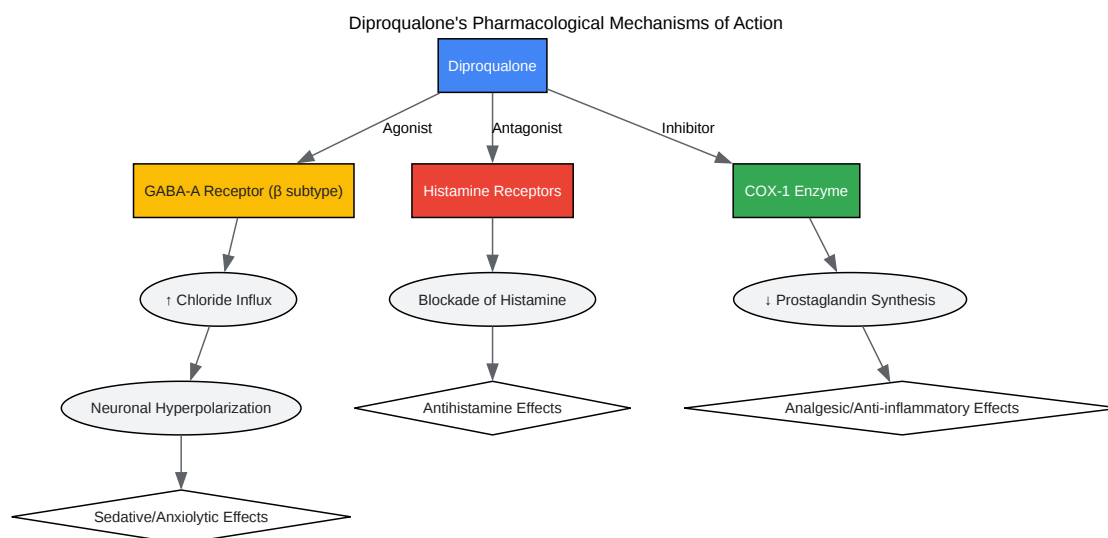 Diproqualone's Pharmacological Mechanisms of Action
Diproqualone
Agonist
Antagonist
Inhibitor
GABA-A Receptor (β subtype)
Histamine Receptors
COX-1 Enzyme
↑ Chloride Influx
Blockade of Histamine
↓ Prostaglandin Synthesis
Neuronal Hyperpolarization
Antihistamine Effects
Analgesic/Anti-inflammatory Effects
Sedative/Anxiolytic Effects